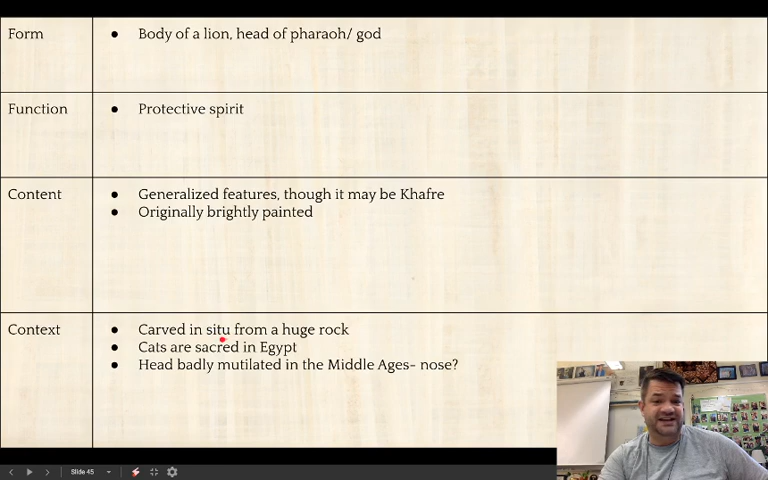 Form
Body of a lion, head of pharaoh/ god
Function
Protective spirit
Content
Generalized features, though it may be Khafre
Originally brightly painted
Context
Carved in situ from a huge rock
Cats are sacred in Egypt
Head badly mutilated in the Middle Ages– nose?
Slide 45